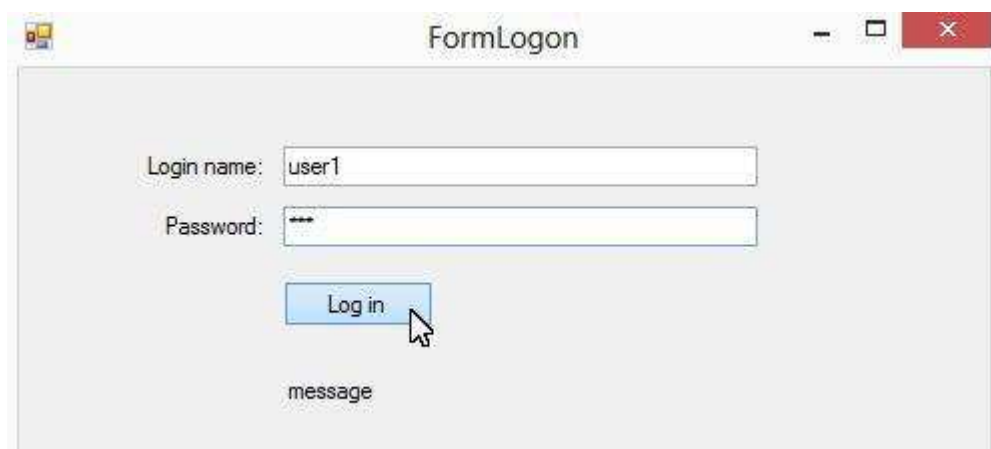 FormLogon
Login name: user1
Password: ***
Log in
message